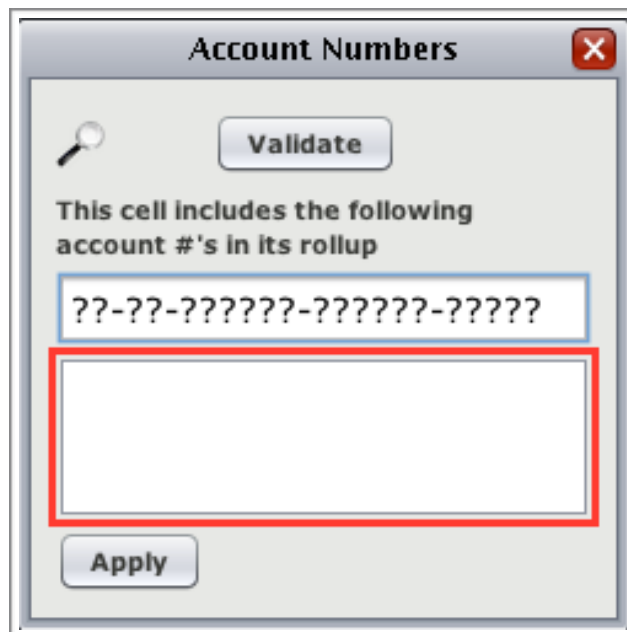 Account Numbers
Validate
This cell includes the following
account #'s in its rollup
??-??-??????-??????-?????
Apply